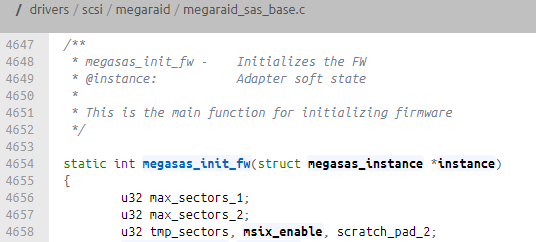 / drivers / scsi / megaraid / megaraid_sas_base.c
4647 /**
4648 * megasas_init_fw - Initializes the FW
4649 * @instance: Adapter soft state
4650 *
4651 * This is the main function for initializing firmware
4652 */
4653
4654 static int megasas_init_fw(struct megasas_instance *instance)
4655 {
4656 u32 max_sectors_1;
4657 u32 max_sectors_2;
4658 u32 tmp_sectors, msix_enable, scratch_pad_2;